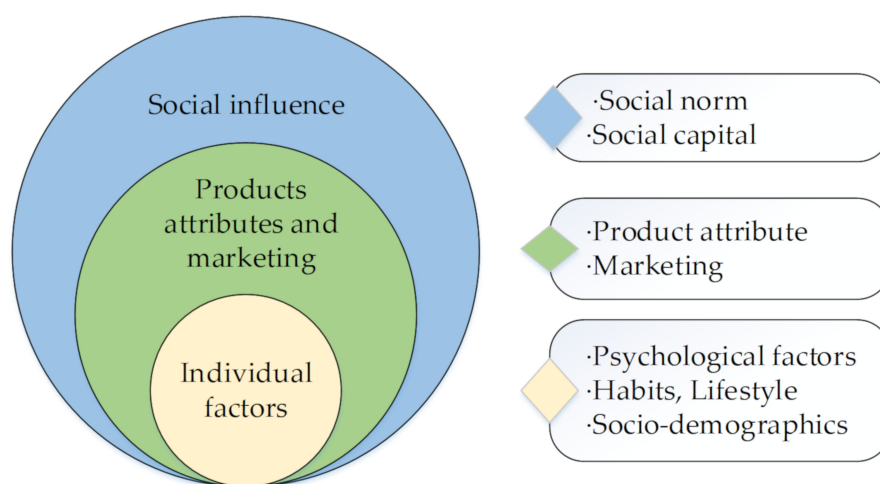 Social influence
Products
attributes and
marketing
Individual
factors
·Social norm
·Social capital
·Product attribute
·Marketing
·Psychological factors
·Habits, Lifestyle
·Socio-demographics